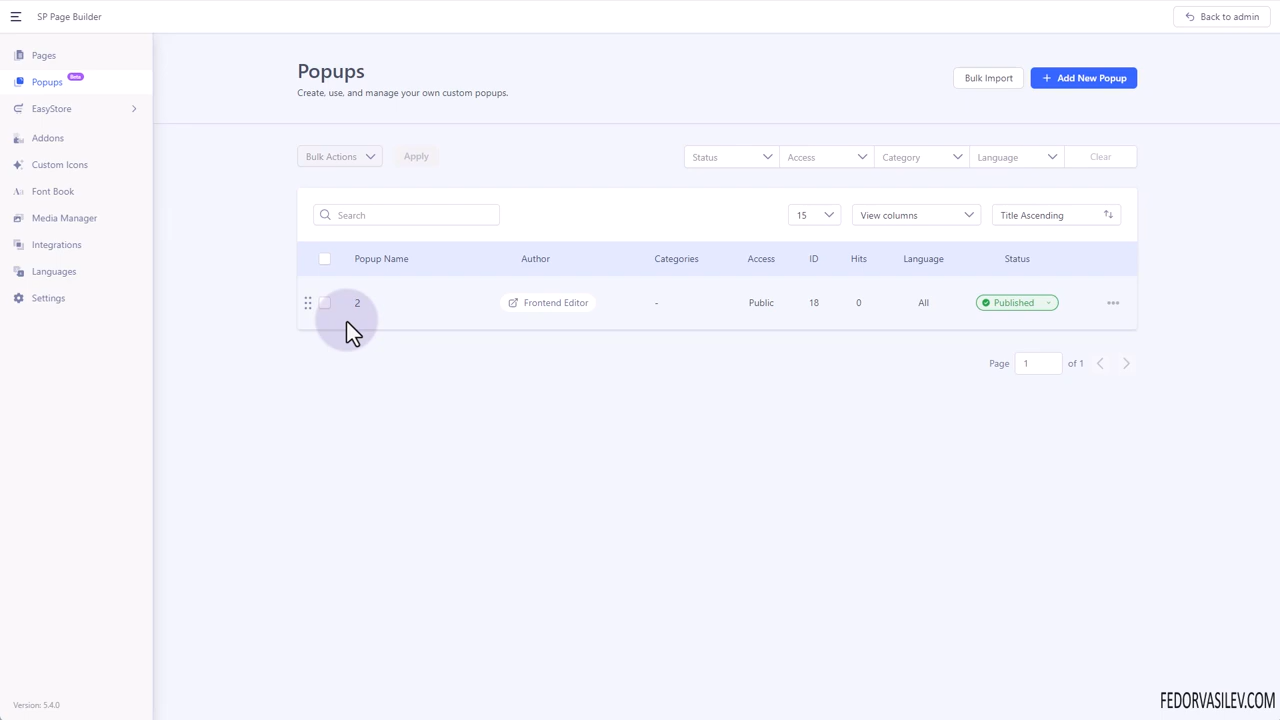 SP Page Builder
Back to admin
Pages
Popups Beta
EasyStore
Addons
Custom Icons
Font Book
Media Manager
Integrations
Languages
Settings
Version: 5.4.0
Popups
Create, use, and manage your own custom popups.
Bulk Import
Add New Popup
Bulk Actions
Apply
Status
Access
Category
Language
Clear
Search
15
View columns
Title Ascending
Popup Name Author Categories Access ID Hits Language Status
2 Frontend Editor - Public 18 0 All Published
Page 1 of 1
FEDORVASILEV.COM